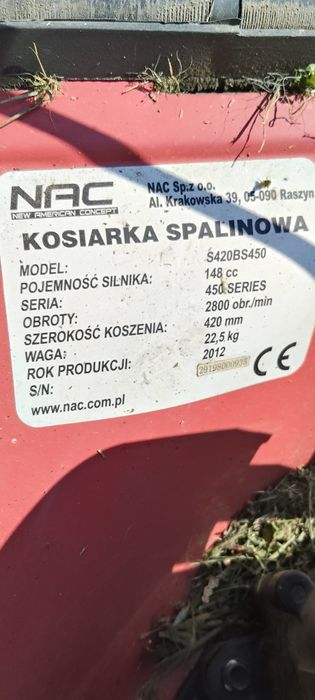 NAC
NEW AMERICAN CONCEPT
NAC Sp.z o.o.
Al. Krakowska 39, 05-090 Raszyn
KOSIARKA SPALINOWA
MODEL: S420BS450
POJEMNOŚĆ SILNIKA: 148 cc
SERIA: 450 SERIES
OBROTY: 2800 obr./min
SZEROKOŚĆ KOSZENIA: 420 mm
WAGA: 22,5 kg
ROK PRODUKCJI: 2012
S/N:
www.nac.com.pl
CE